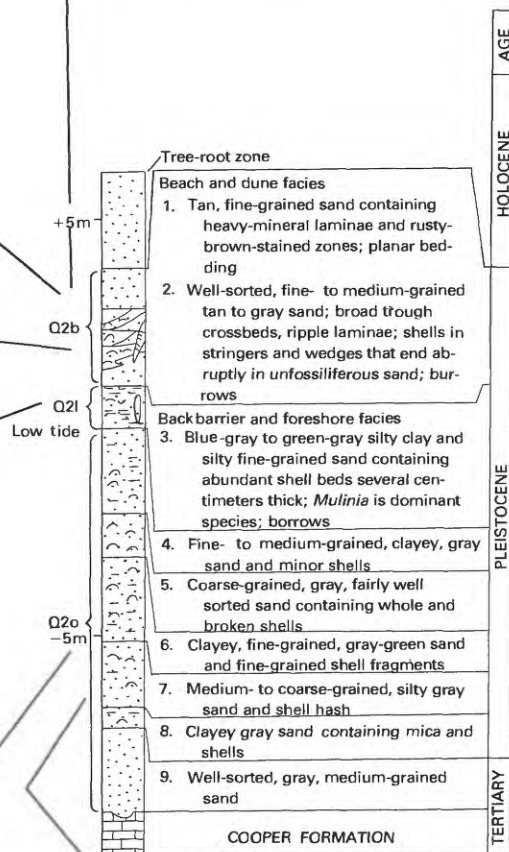 AGE
HOLOCENE
Tree-root zone
Beach and dune facies
1. Tan, fine-grained sand containing
heavy-mineral laminae and rusty-
brown-stained zones; planar bed-
ding
+5m
2. Well-sorted, fine- to medium-grained
tan to gray sand; broad trough
crossbeds, ripple laminae; shells in
stringers and wedges that end ab-
ruptly in unfossiliferous sand; bur-
rows
Q2b
Q2l
Low tide
Back barrier and foreshore facies
3. Blue-gray to green-gray silty clay and
silty fine-grained sand containing
abundant shell beds several cen-
timeters thick; Mulinia is dominant
species; borrows
4. Fine- to medium-grained, clayey, gray
sand and minor shells
5. Coarse-grained, gray, fairly well
sorted sand containing whole and
broken shells
Q2o
-5m
6. Clayey, fine-grained, gray-green sand
and fine-grained shell fragments
7. Medium- to coarse-grained, silty gray
sand and shell hash
8. Clayey gray sand containing mica and
shells
PLEISTOCENE
9. Well-sorted, gray, medium-grained
sand
COOPER FORMATION
TERTIARY